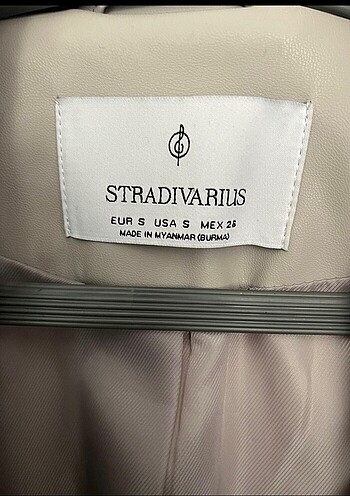 STRADIVARIUS
EUR S USA S MEX 26
MADE IN MYANMAR (BURMA)